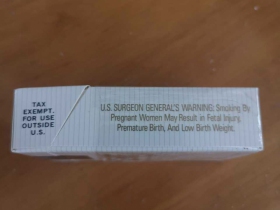 TAX
EXEMPT.
FOR USE
OUTSIDE
U.S.
U.S. SURGEON GENERAL'S WARNING: Smoking By
Pregnant Women May Result in Fetal Injury,
Premature Birth, And Low Birth Weight.